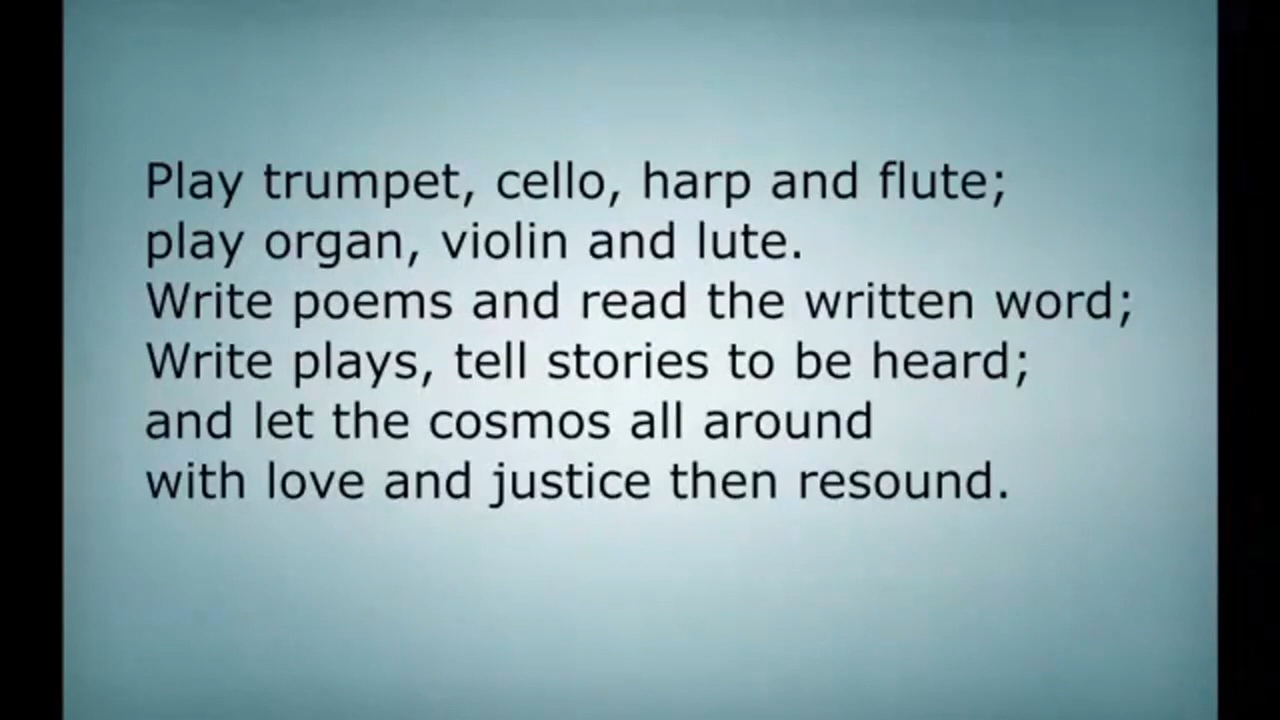 Play trumpet, cello, harp and flute;
play organ, violin and lute.
Write poems and read the written word;
Write plays, tell stories to be heard;
and let the cosmos all around
with love and justice then resound.